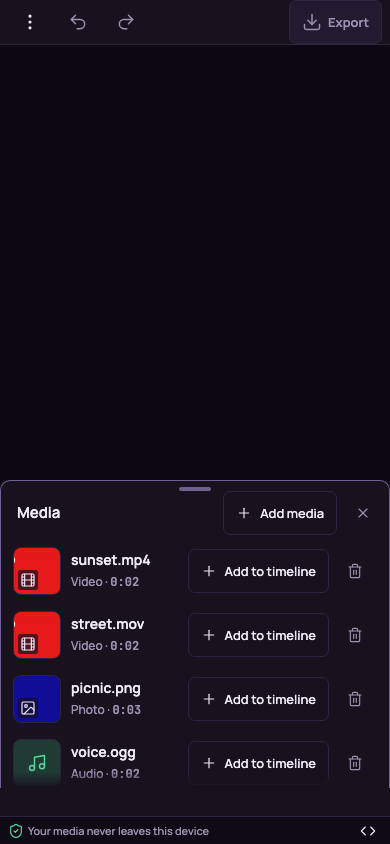 Export
Media
Add media
sunset.mp4
Video · 0:02
Add to timeline
street.mov
Video · 0:02
Add to timeline
picnic.png
Photo · 0:03
Add to timeline
voice.ogg
Audio · 0:02
Add to timeline
Your media never leaves this device